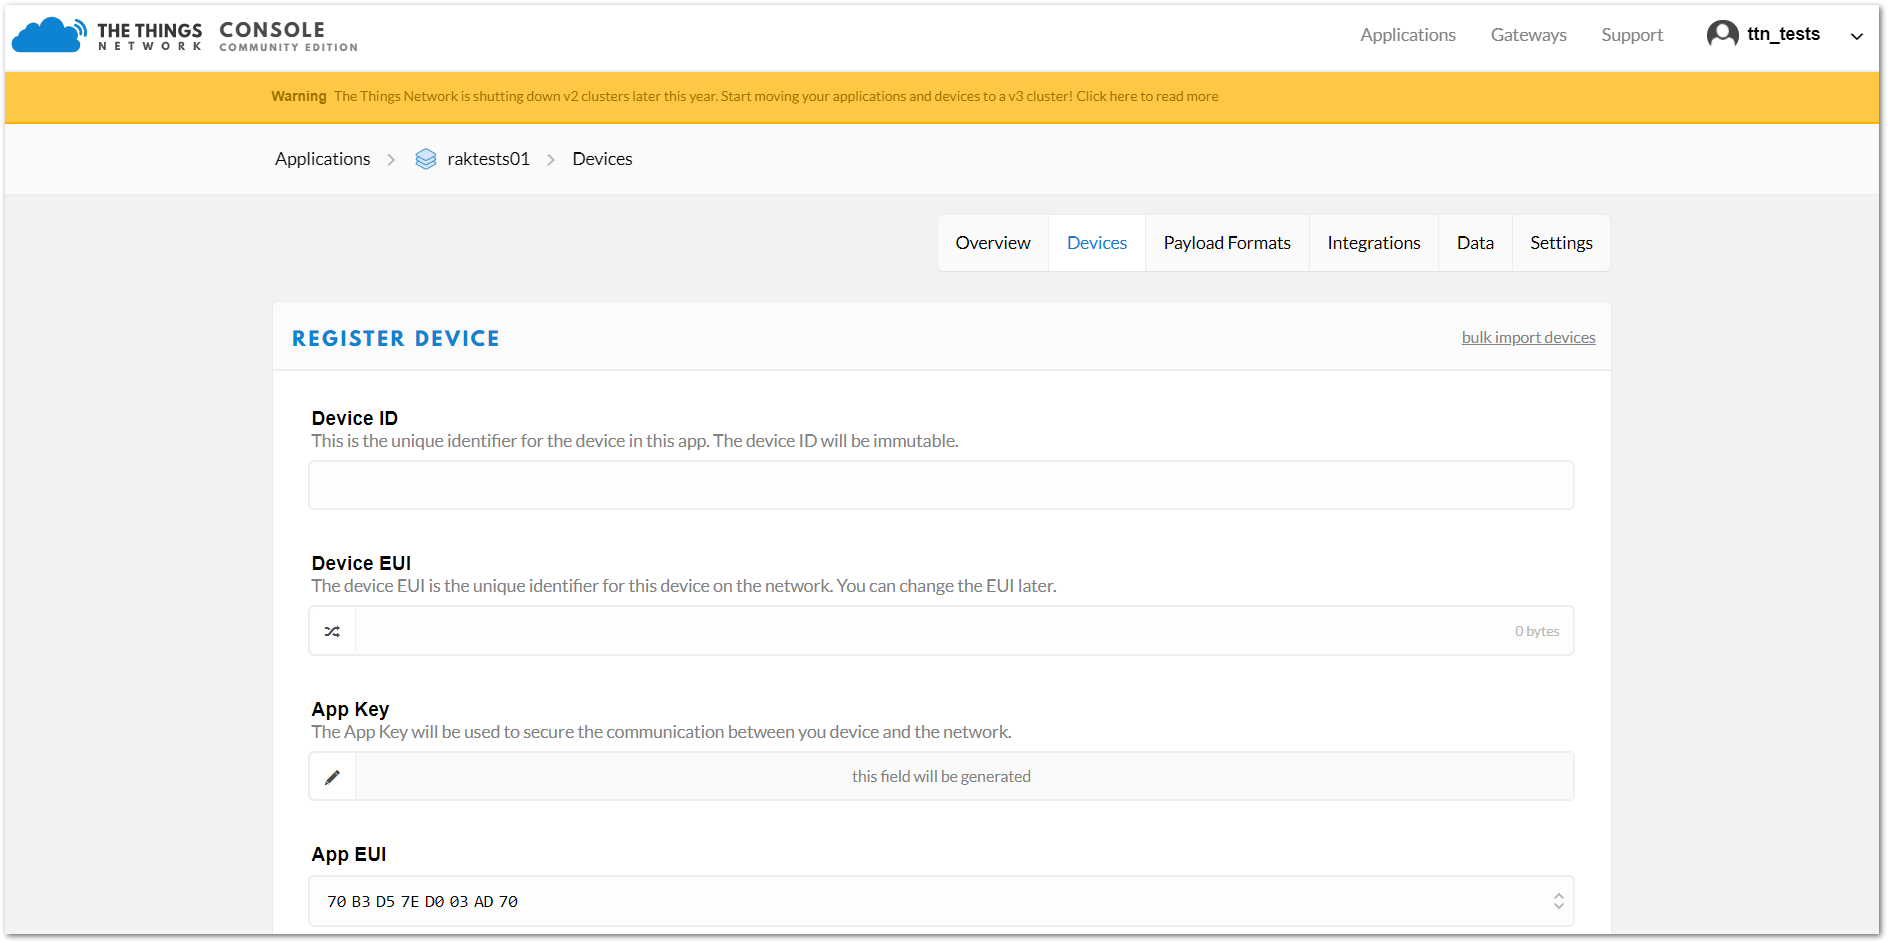 THE THINGS
NETWORK
CONSOLE
COMMUNITY EDITION
Applications Gateways Support ttn_tests
Warning The Things Network is shutting down v2 clusters later this year. Start moving your applications and devices to a v3 cluster! Click here to read more
Applications raktests01 Devices
Overview Devices Payload Formats Integrations Data Settings
REGISTER DEVICE bulk import devices
Device ID
This is the unique identifier for the device in this app. The device ID will be immutable.
Device EUI
The device EUI is the unique identifier for this device on the network. You can change the EUI later.
0 bytes
App Key
The App Key will be used to secure the communication between you device and the network.
this field will be generated
App EUI
70 B3 D5 7E D0 03 AD 70